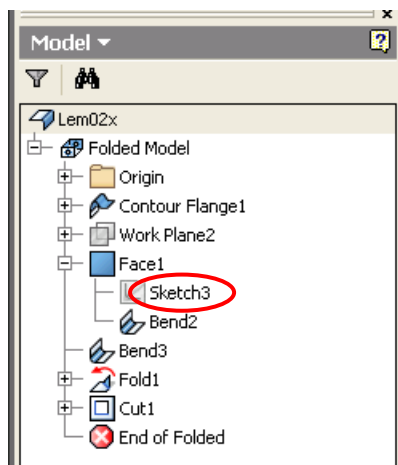 Model
Lem02x
Folded Model
Origin
Contour Flange1
Work Plane2
Face1
Sketch3
Bend2
Bend3
Fold1
Cut1
End of Folded